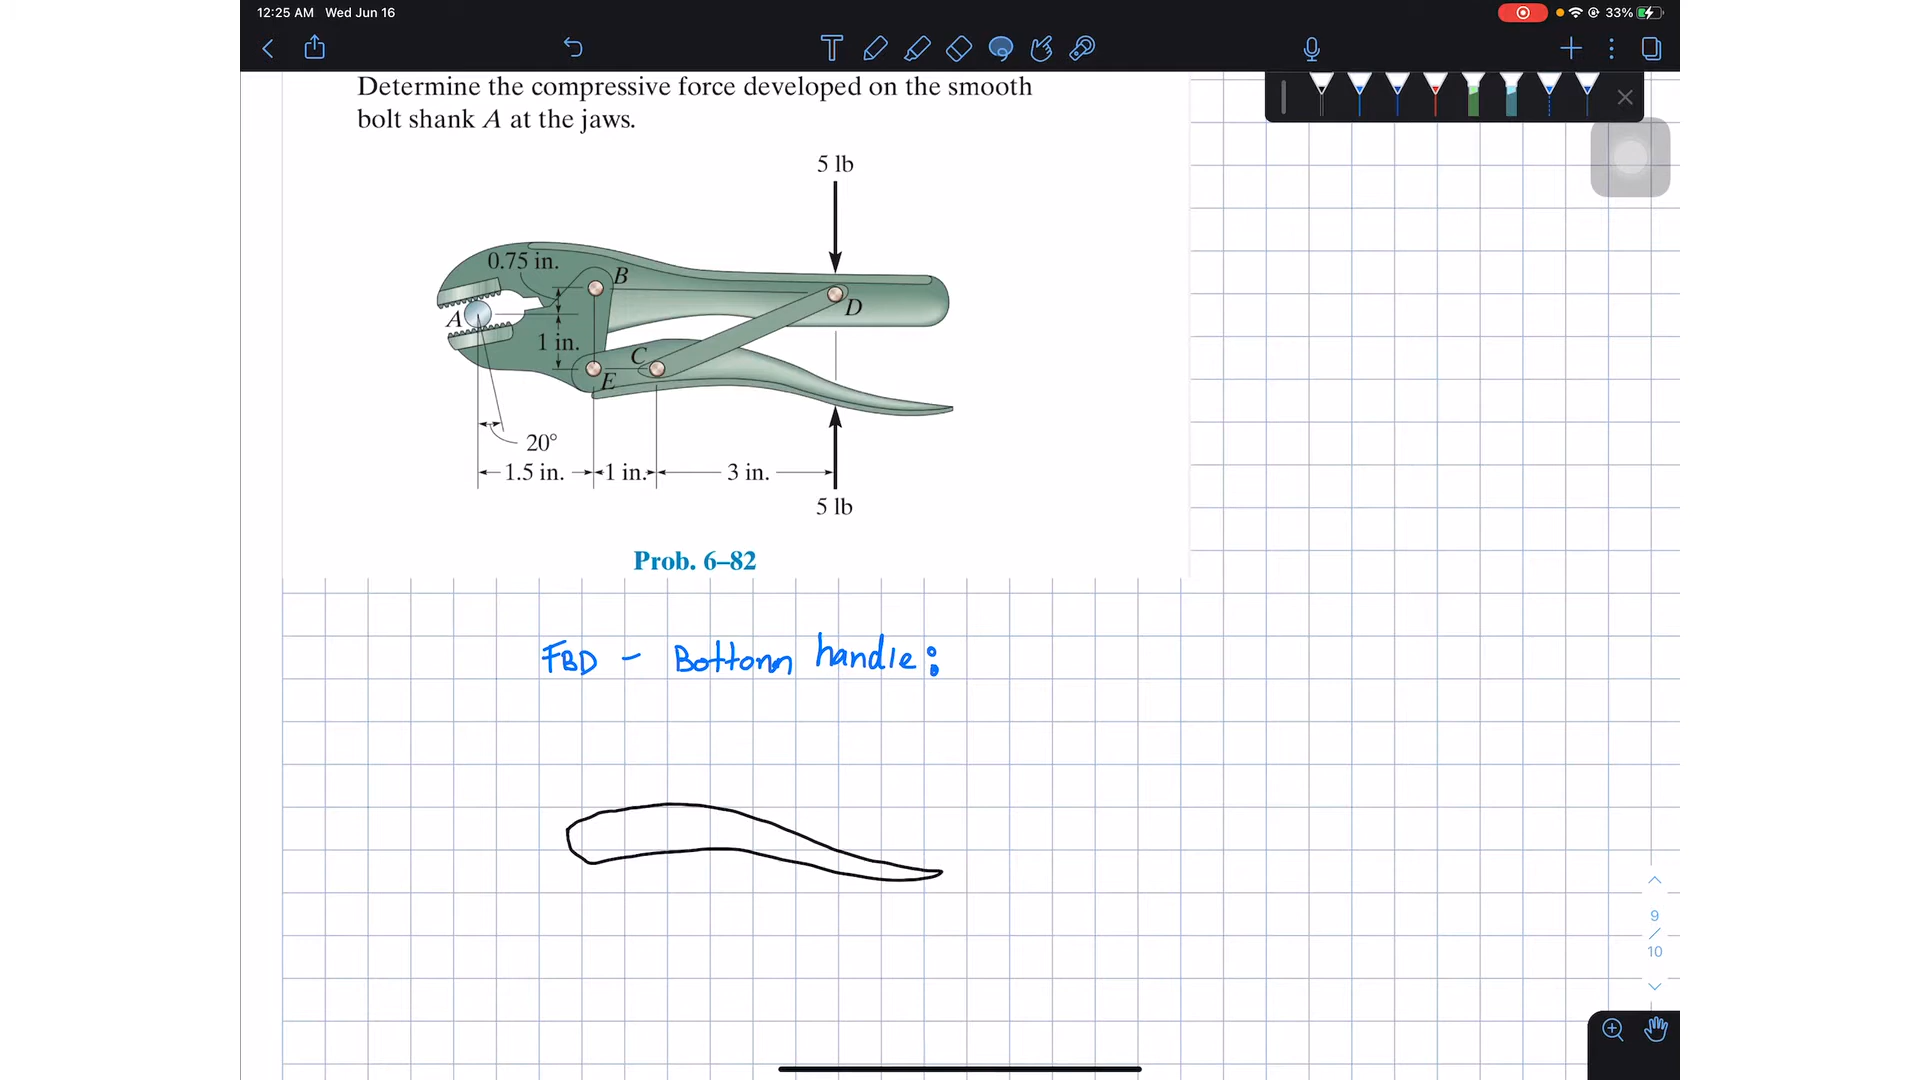 12:25 AM Wed Jun 16
33%
T
Determine the compressive force developed on the smooth
bolt shank A at the jaws.
5 lb
0.75 in.
B
A
D
1 in.
C
E
20°
1.5 in.
1 in.
3 in.
5 lb
Prob. 6–82
FBD - Bottom handle:
9
/
10